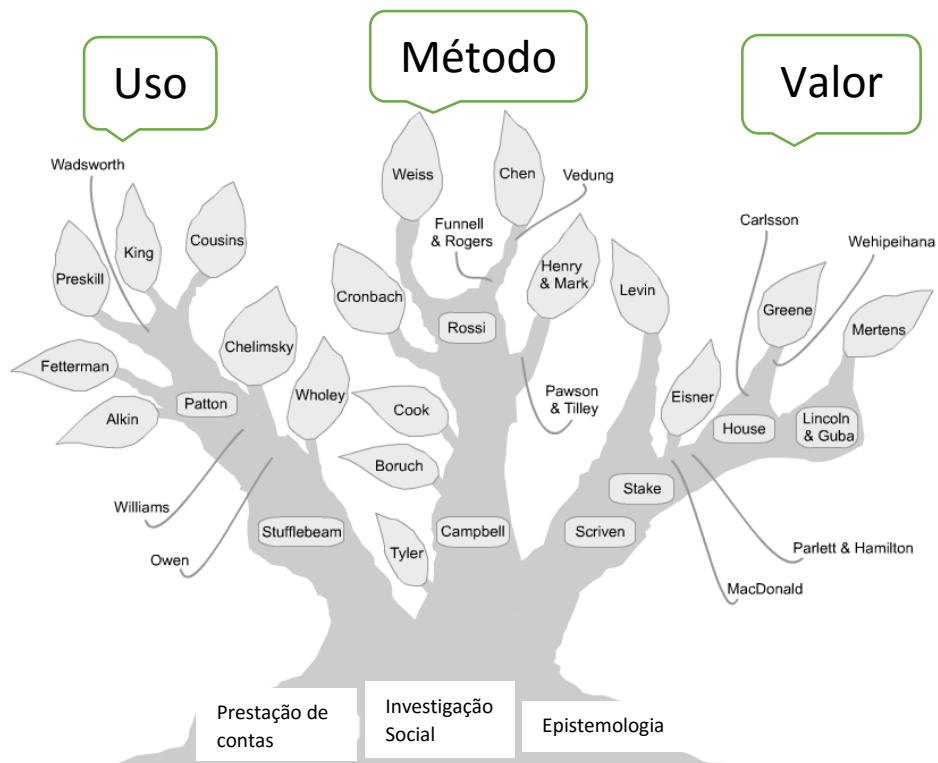 Uso
Método
Valor
Wadsworth
King
Cousins
Preskill
Fetterman
Alkin
Patton
Chelimsky
Wholey
Williams
Owen
Stufflebeam
Weiss
Chen
Vedung
Funnell
& Rogers
Henry
& Mark
Cronbach
Rossi
Pawson
& Tilley
Cook
Boruch
Tyler
Campbell
Levin
Eisner
Carlsson
Wehipeihana
Greene
Mertens
House
Lincoln
& Guba
Stake
Scriven
Parlett & Hamilton
MacDonald
Prestação de
contas
Investigação
Social
Epistemologia